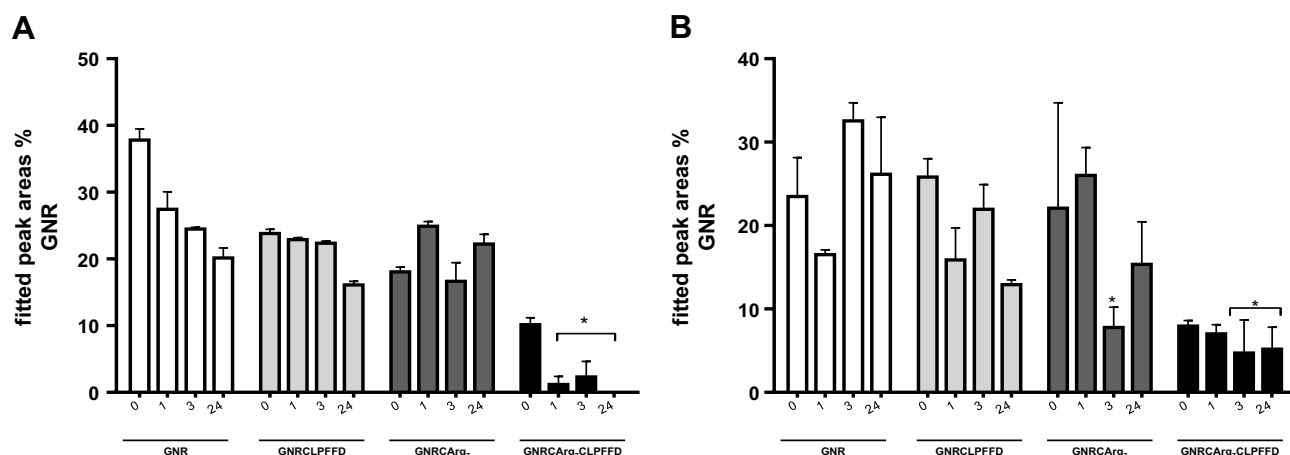 A
fitted peak areas %
GNR
50
40
30
20
10
0
*
0 1 3 24 0 1 3 24 0 1 3 24 0 1 3 24
GNR GNRCLPFFD GNRCArg- GNRCArg-CLPFFD
B
fitted peak areas %
GNR
40
30
20
10
0
*
*
0 1 3 24 0 1 3 24 0 1 3 24 0 1 3 24
GNR GNRCLPFFD GNRCArg- GNRCArg-CLPFFD